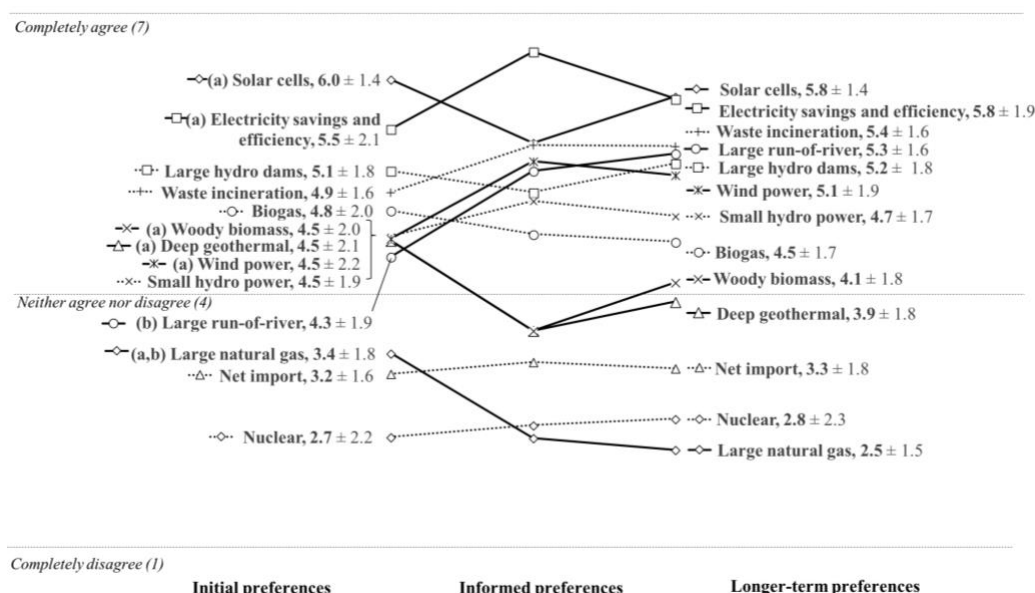 Completely agree (7)
(a) Solar cells, 6.0 ± 1.4
(a) Electricity savings and
efficiency, 5.5 ± 2.1
Large hydro dams, 5.1 ± 1.8
Waste incineration, 4.9 ± 1.6
Biogas, 4.8 ± 2.0
(a) Woody biomass, 4.5 ± 2.0
(a) Deep geothermal, 4.5 ± 2.1
(a) Wind power, 4.5 ± 2.2
Small hydro power, 4.5 ± 1.9
Neither agree nor disagree (4)
(b) Large run-of-river, 4.3 ± 1.9
(a,b) Large natural gas, 3.4 ± 1.8
Net import, 3.2 ± 1.6
Nuclear, 2.7 ± 2.2
Solar cells, 5.8 ± 1.4
Electricity savings and efficiency, 5.8 ± 1.9
Waste incineration, 5.4 ± 1.6
Large run-of-river, 5.3 ± 1.6
Large hydro dams, 5.2 ± 1.8
Wind power, 5.1 ± 1.9
Small hydro power, 4.7 ± 1.7
Biogas, 4.5 ± 1.7
Woody biomass, 4.1 ± 1.8
Deep geothermal, 3.9 ± 1.8
Net import, 3.3 ± 1.8
Nuclear, 2.8 ± 2.3
Large natural gas, 2.5 ± 1.5
Completely disagree (1)
Initial preferences
Informed preferences
Longer-term preferences